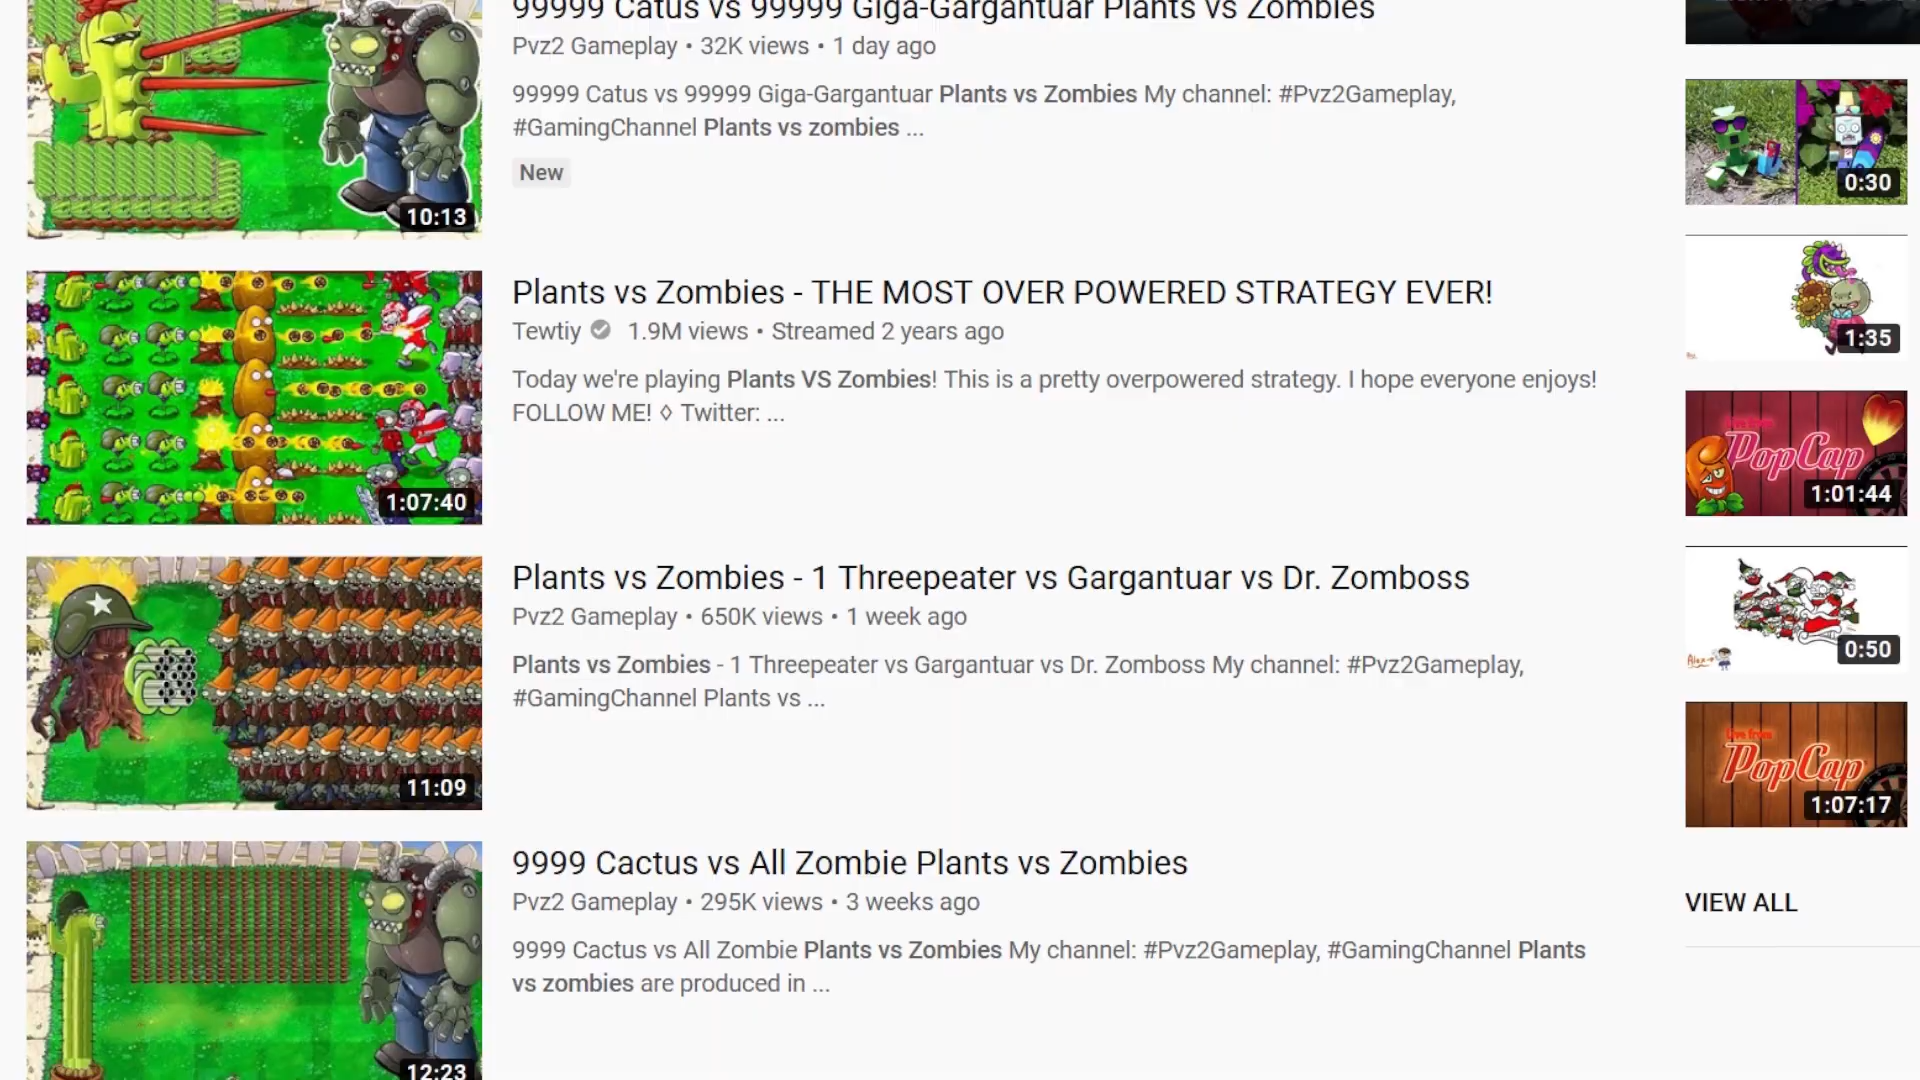 99999 Catus vs 99999 Giga-Gargantuar Plants vs Zombies
Pvz2 Gameplay • 32K views • 1 day ago
99999 Catus vs 99999 Giga-Gargantuar Plants vs Zombies My channel: #Pvz2Gameplay,
#GamingChannel Plants vs zombies ...
New
10:13
Plants vs Zombies - THE MOST OVER POWERED STRATEGY EVER!
Tewtiy 1.9M views • Streamed 2 years ago
Today we're playing Plants VS Zombies! This is a pretty overpowered strategy. I hope everyone enjoys!
FOLLOW ME! ◊ Twitter: ...
1:07:40
Plants vs Zombies - 1 Threepeater vs Gargantuar vs Dr. Zomboss
Pvz2 Gameplay • 650K views • 1 week ago
Plants vs Zombies - 1 Threepeater vs Gargantuar vs Dr. Zomboss My channel: #Pvz2Gameplay,
#GamingChannel Plants vs ...
11:09
9999 Cactus vs All Zombie Plants vs Zombies
Pvz2 Gameplay • 295K views • 3 weeks ago
9999 Cactus vs All Zombie Plants vs Zombies My channel: #Pvz2Gameplay, #GamingChannel Plants
vs zombies are produced in ...
12:23
0:30
1:35
Live from
PopCap
1:01:44
Alex
0:50
Live from
PopCap
1:07:17
VIEW ALL